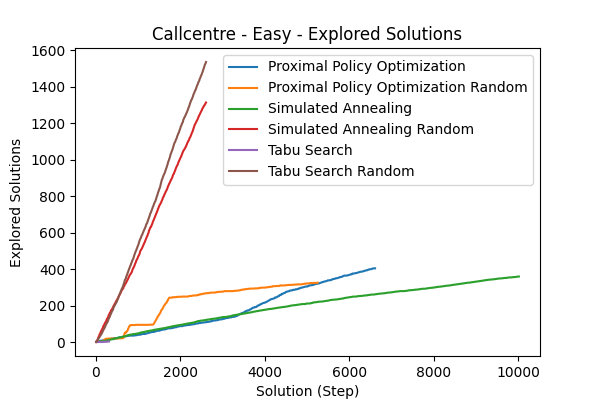 Callcentre - Easy - Explored Solutions
Explored Solutions
1600
1400
1200
1000
800
600
400
200
0
Proximal Policy Optimization
Proximal Policy Optimization Random
Simulated Annealing
Simulated Annealing Random
Tabu Search
Tabu Search Random
0 2000 4000 6000 8000 10000
Solution (Step)